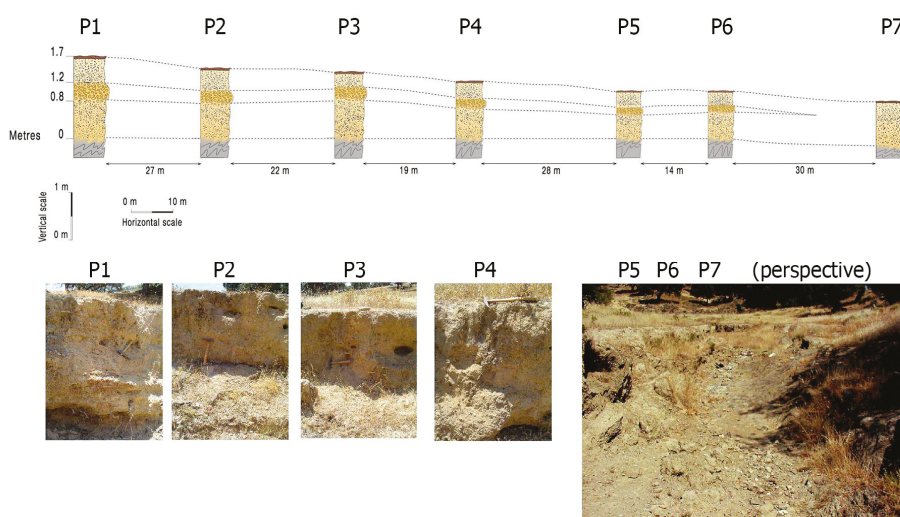 P1 P2 P3 P4 P5 P6 P7
1.7
1.2
0.8
Metres 0
27 m 22 m 19 m 28 m 14 m 30 m
1 m
0 m
Vertical scale
0 m 10 m
Horizontal scale
P1 P2 P3 P4 P5 P6 P7 (perspective)